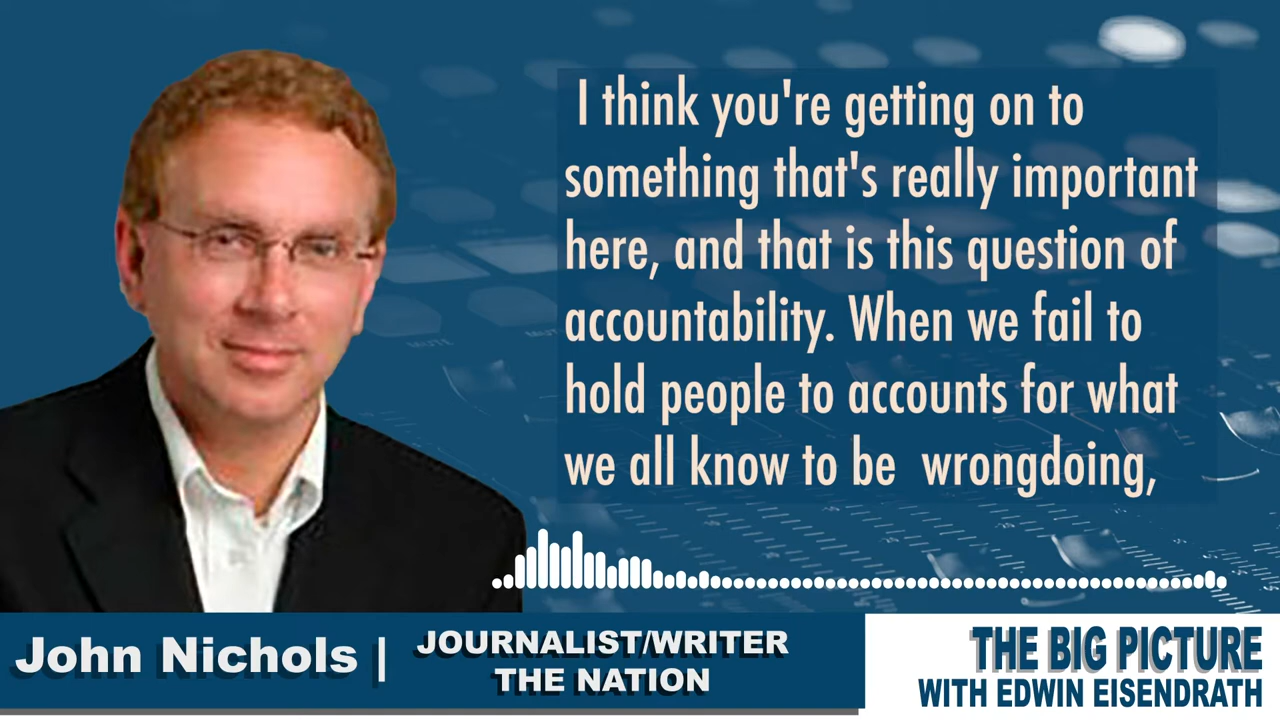 I think you're getting on to
something that's really important
here, and that is this question of
accountability. When we fail to
hold people to accounts for what
we all know to be  wrongdoing,
MUTE
John Nichols |
JOURNALIST/WRITER
THE NATION
THE BIG PICTURE
WITH EDWIN EISENDRATH